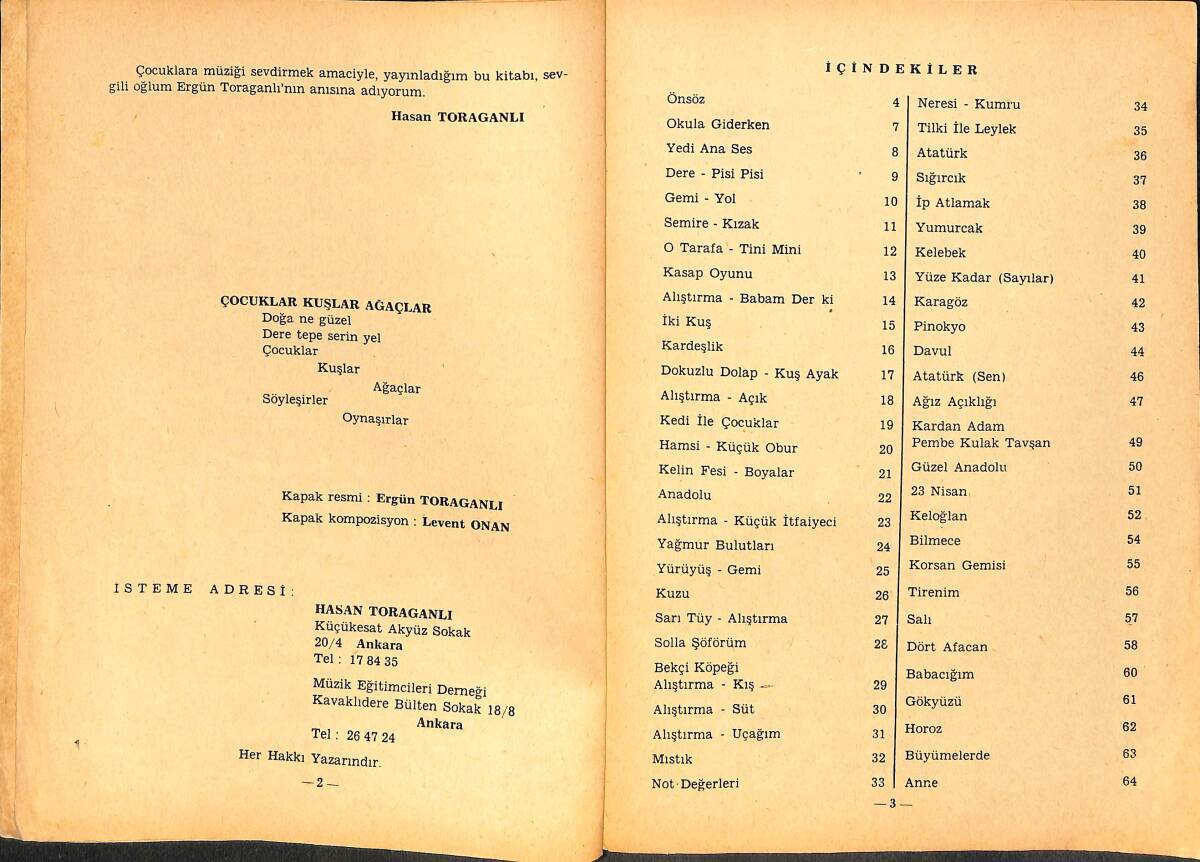 Çocuklara müziği sevdirmek amaciyle, yayınladığım bu kitabı, sev-
gili oğlum Ergün Toraganlı'nın anısına adıyorum.
Hasan TORAGANLI
ÇOCUKLAR KUŞLAR AĞAÇLAR
Doğa ne güzel
Dere tepe serin yel
Çocuklar
Kuşlar
Ağaçlar
Söyleşirler
Oynaşırlar
Kapak resmi : Ergün TORAGANLI
Kapak kompozisyon : Levent ONAN
İSTEME ADRESİ:
HASAN TORAGANLI
Küçükesat Akyüz Sokak
20/4 Ankara
Tel : 17 84 35
Müzik Eğitimcileri Derneği
Kavaklıdere Bülten Sokak 18/8
Ankara
Tel : 26 47 24
Her Hakkı Yazarındır.
— 2 —
İÇİNDEKİLER
Önsöz 4
Okula Giderken 7
Yedi Ana Ses 8
Dere - Pisi Pisi 9
Gemi - Yol 10
Semire - Kızak 11
O Tarafa - Tini Mini 12
Kasap Oyunu 13
Alıştırma - Babam Der ki 14
İki Kuş 15
Kardeşlik 16
Dokuzlu Dolap - Kuş Ayak 17
Alıştırma - Açık 18
Kedi İle Çocuklar 19
Hamsi - Küçük Obur 20
Kelin Fesi - Boyalar 21
Anadolu 22
Alıştırma - Küçük İtfaiyeci 23
Yağmur Bulutları 24
Yürüyüş - Gemi 25
Kuzu 26
Sarı Tüy - Alıştırma 27
Solla Şöförüm 28
Bekçi Köpeği
Alıştırma - Kış 29
Alıştırma - Süt 30
Alıştırma - Uçağım 31
Mıstık 32
Not Değerleri 33
Neresi - Kumru 34
Tilki İle Leylek 35
Atatürk 36
Sığırcık 37
İp Atlamak 38
Yumurcak 39
Kelebek 40
Yüze Kadar (Sayılar) 41
Karagöz 42
Pinokyo 43
Davul 44
Atatürk (Sen) 46
Ağız Açıklığı 47
Kardan Adam
Pembe Kulak Tavşan 49
Güzel Anadolu 50
23 Nisan 51
Keloğlan 52
Bilmece 54
Korsan Gemisi 55
Tirenim 56
Salı 57
Dört Afacan 58
Babacığım 60
Gökyüzü 61
Horoz 62
Büyümelerde 63
Anne 64
— 3 —